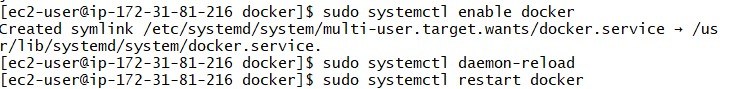 [ec2-user@ip-172-31-81-216 docker]$ sudo systemctl enable docker
Created symlink /etc/systemd/system/multi-user.target.wants/docker.service → /us
r/lib/systemd/system/docker.service.
[ec2-user@ip-172-31-81-216 docker]$ sudo systemctl daemon-reload
[ec2-user@ip-172-31-81-216 docker]$ sudo systemctl restart docker